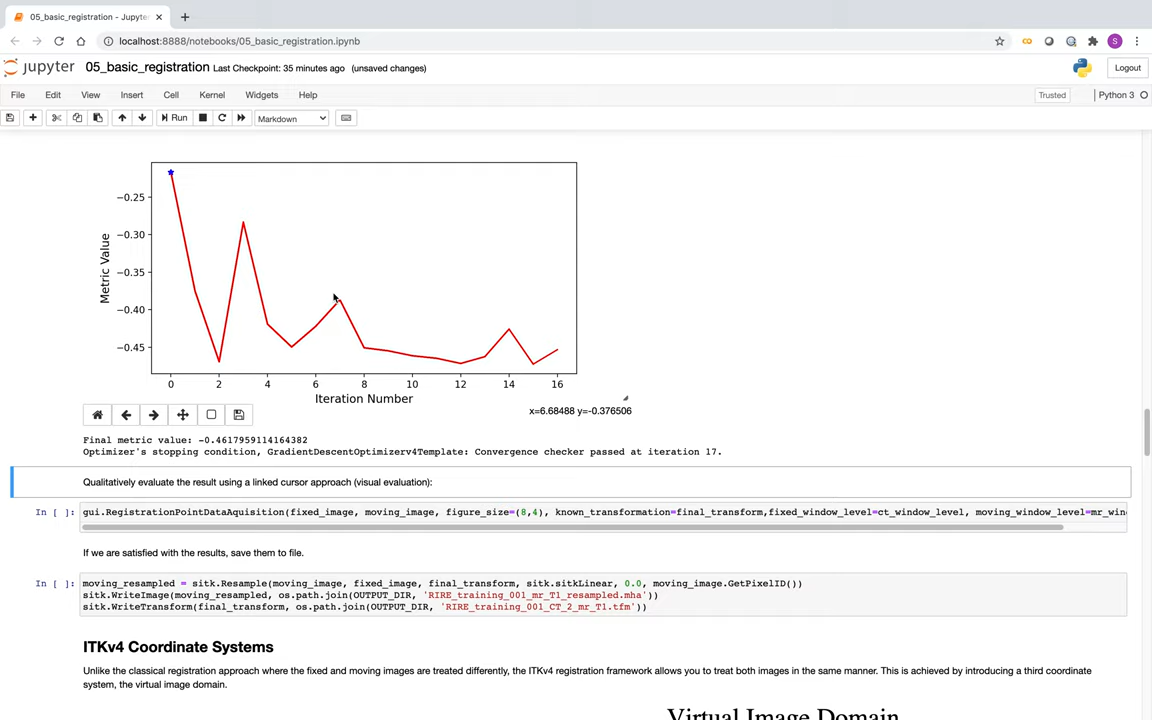 05_basic_registration - Jupyte
localhost:8888/notebooks/05_basic_registration.ipynb
S
jupyter 05_basic_registration Last Checkpoint: 35 minutes ago (unsaved changes)
Logout
File Edit View Insert Cell Kernel Widgets Help
Trusted
Python 3
Run
Markdown
−0.25
−0.30
−0.35
−0.40
−0.45
Metric Value
0 2 4 6 8 10 12 14 16
Iteration Number
x=6.68488 y=-0.376506
Final metric value: -0.4617959114164382
Optimizer's stopping condition, GradientDescentOptimizerv4Template: Convergence checker passed at iteration 17.
Qualitatively evaluate the result using a linked cursor approach (visual evaluation):
In [ ]: gui.RegistrationPointDataAquisition(fixed_image, moving_image, figure_size=(8,4), known_transformation=final_transform,fixed_window_level=ct_window_level, moving_window_level=mr_win
If we are satisfied with the results, save them to file.
In [ ]: moving_resampled = sitk.Resample(moving_image, fixed_image, final_transform, sitk.sitkLinear, 0.0, moving_image.GetPixelID())
sitk.WriteImage(moving_resampled, os.path.join(OUTPUT_DIR, 'RIRE_training_001_mr_T1_resampled.mha'))
sitk.WriteTransform(final_transform, os.path.join(OUTPUT_DIR, 'RIRE_training_001_CT_2_mr_T1.tfm'))
ITKv4 Coordinate Systems
Unlike the classical registration approach where the fixed and moving images are treated differently, the ITKv4 registration framework allows you to treat both images in the same manner. This is achieved by introducing a third coordinate
system, the virtual image domain.
Virtual Image Domain